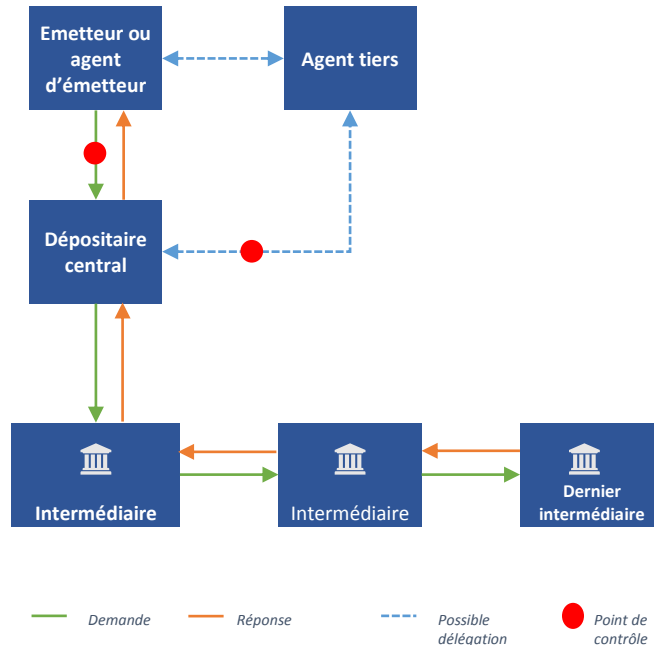 Emetteur ou
agent
d'émetteur
Agent tiers
Dépositaire
central
Intermédiaire
Intermédiaire
Dernier
intermédiaire
Demande
Réponse
Possible
délégation
Point de
contrôle